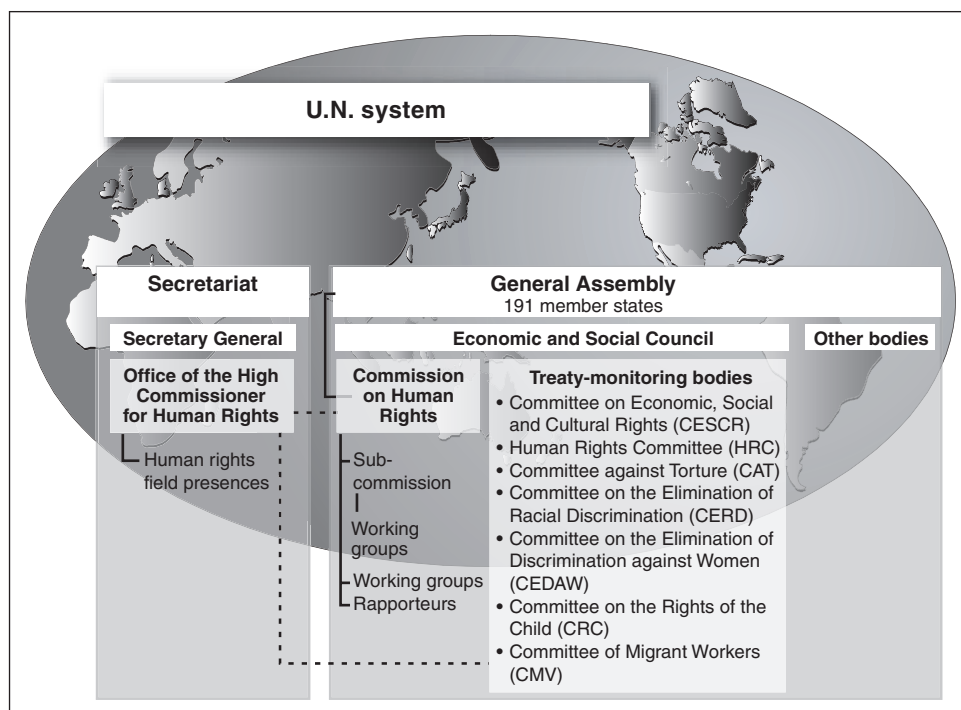 U.N. system
Secretariat
General Assembly
191 member states
Secretary General
Economic and Social Council
Other bodies
Office of the High
Commissioner
for Human Rights
Human rights
field presences
Commission
on Human
Rights
Sub-
commission
Working
groups
Working groups
Rapporteurs
Treaty-monitoring bodies
• Committee on Economic, Social
and Cultural Rights (CESCR)
• Human Rights Committee (HRC)
• Committee against Torture (CAT)
• Committee on the Elimination of
Racial Discrimination (CERD)
• Committee on the Elimination of
Discrimination against Women
(CEDAW)
• Committee on the Rights of the
Child (CRC)
• Committee of Migrant Workers
(CMV)